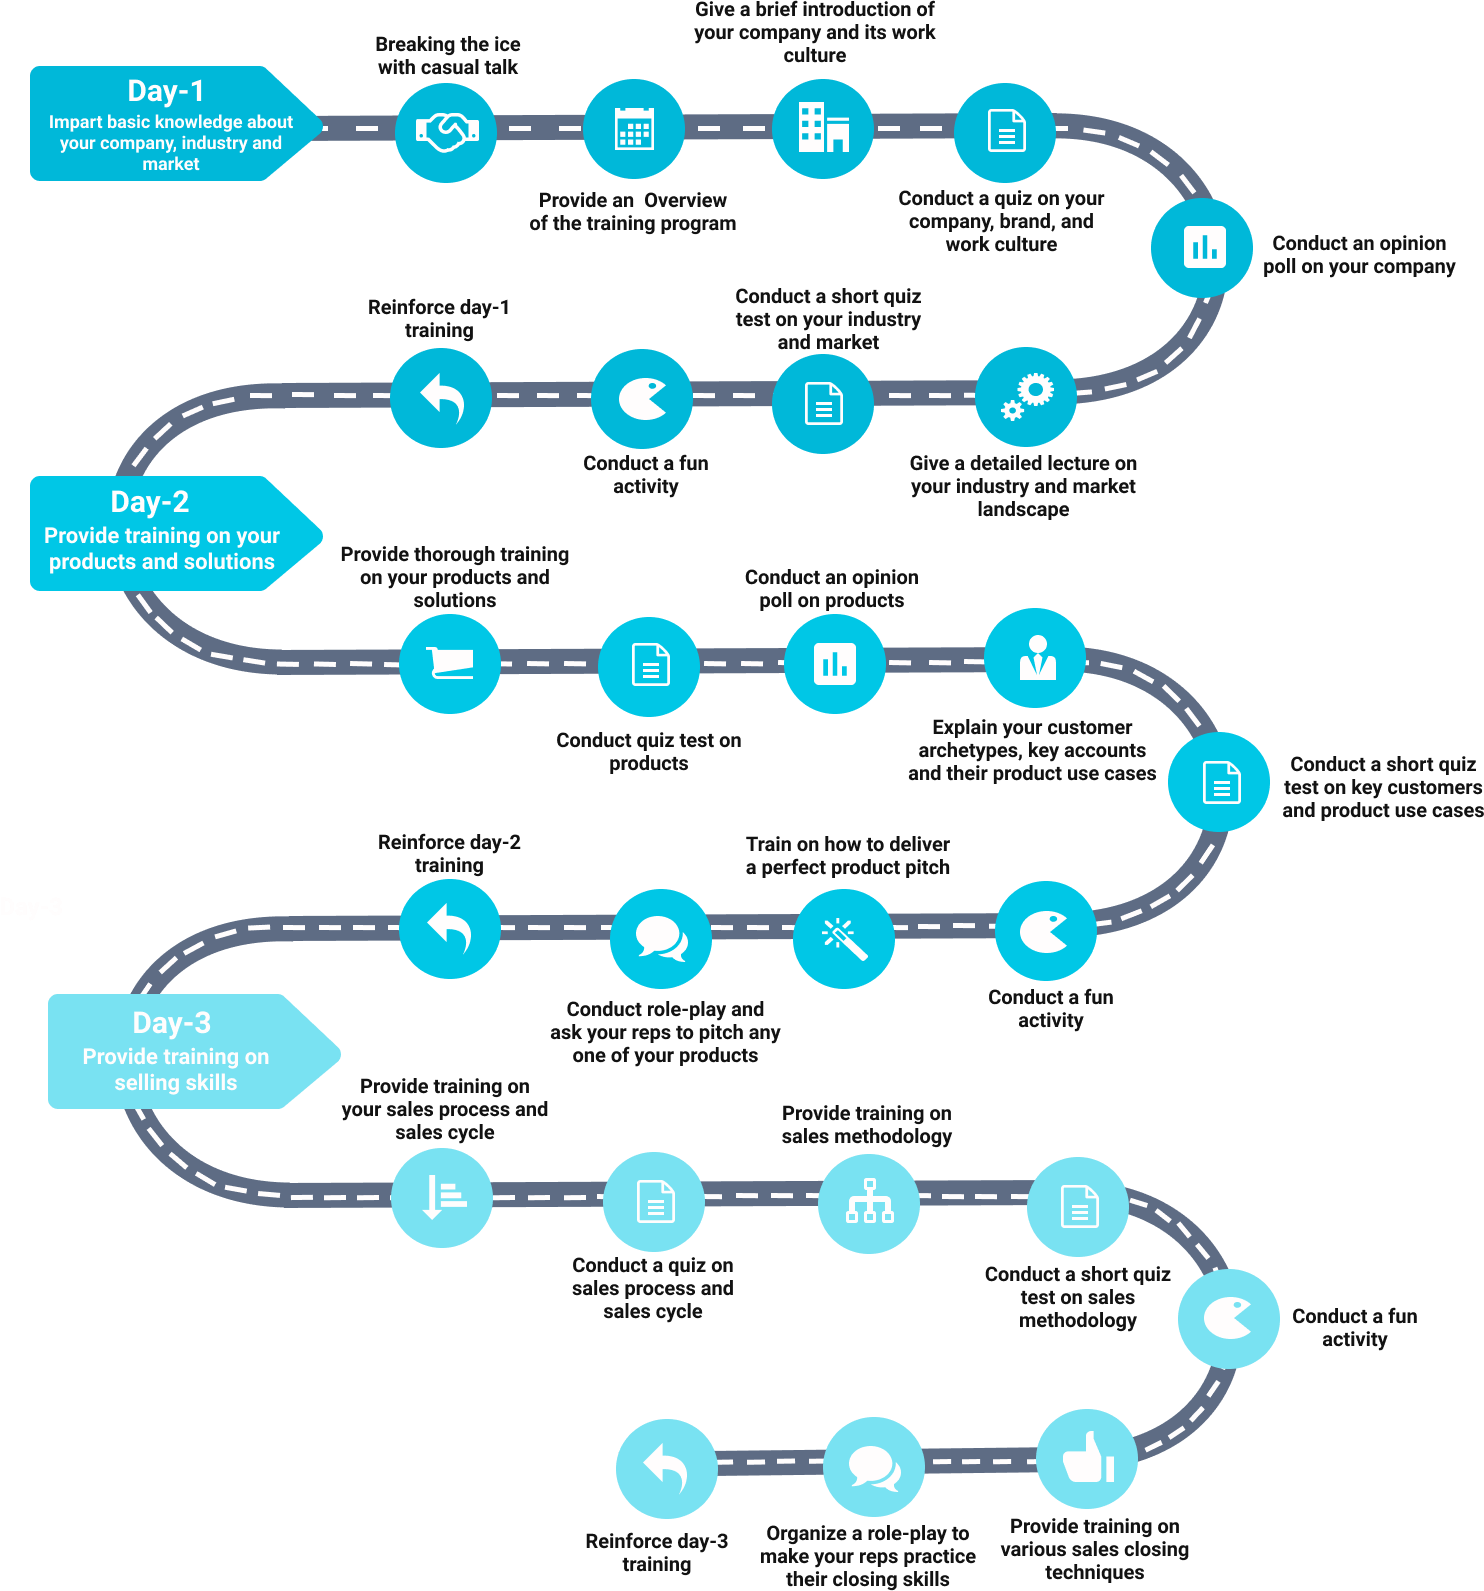 Day-1
Impart basic knowledge about
your company, industry and
market
Breaking the ice
with casual talk
Provide an  Overview
of the training program
Give a brief introduction of
your company and its work
culture
Conduct a quiz on your
company, brand, and
work culture
Conduct an opinion
poll on your company
Give a detailed lecture on
your industry and market
landscape
Conduct a short quiz
test on your industry
and market
Conduct a fun
activity
Reinforce day-1
training
Day-2
Provide training on your
products and solutions
Provide thorough training
on your products and
solutions
Conduct quiz test on
products
Conduct an opinion
poll on products
Explain your customer
archetypes, key accounts
and their product use cases
Conduct a short quiz
test on key customers
and product use cases
Conduct a fun
activity
Train on how to deliver
a perfect product pitch
Conduct role-play and
ask your reps to pitch any
one of your products
Reinforce day-2
training
Day-3
Provide training on
selling skills
Provide training on
your sales process and
sales cycle
Conduct a quiz on
sales process and
sales cycle
Provide training on
sales methodology
Conduct a short quiz
test on sales
methodology
Conduct a fun
activity
Provide training on
various sales closing
techniques
Organize a role-play to
make your reps practice
their closing skills
Reinforce day-3
training